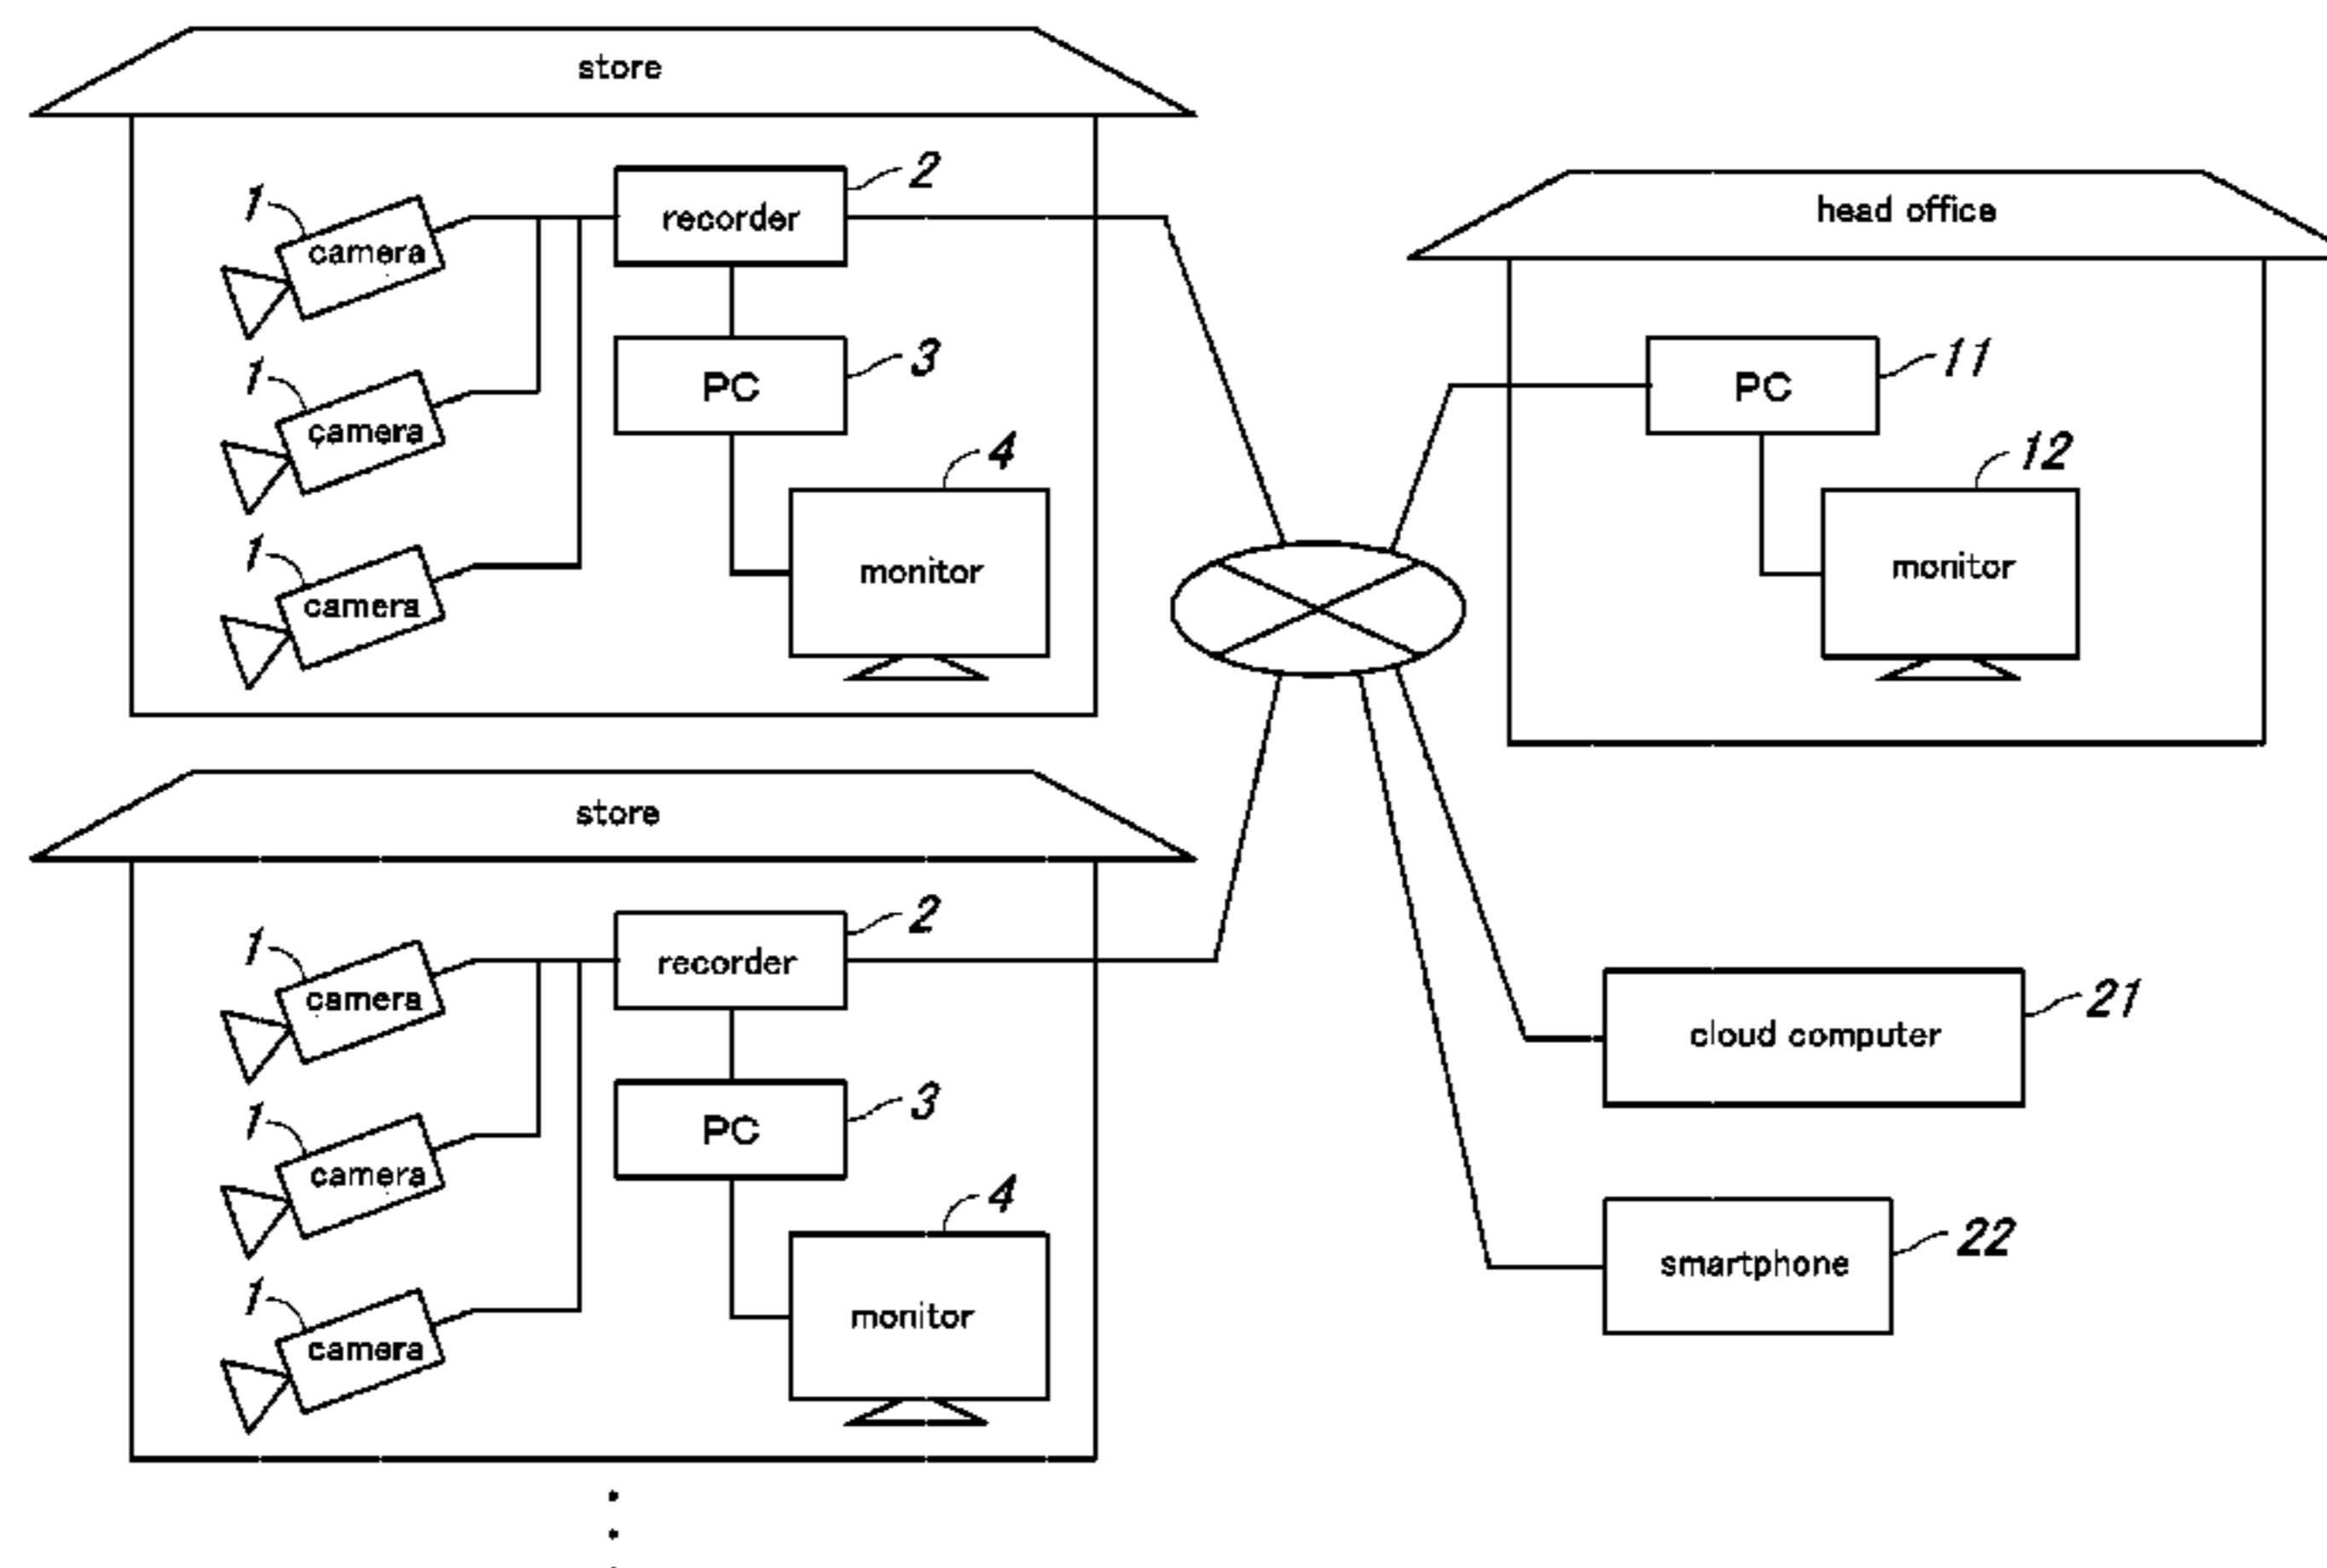 store
2
1
recorder
camera
1
3
PC
camera
4
1
monitor
camera
head office
11
PC
12
monitor
store
2
1
recorder
camera
1
3
PC
camera
4
1
monitor
camera
21
cloud computer
22
smartphone